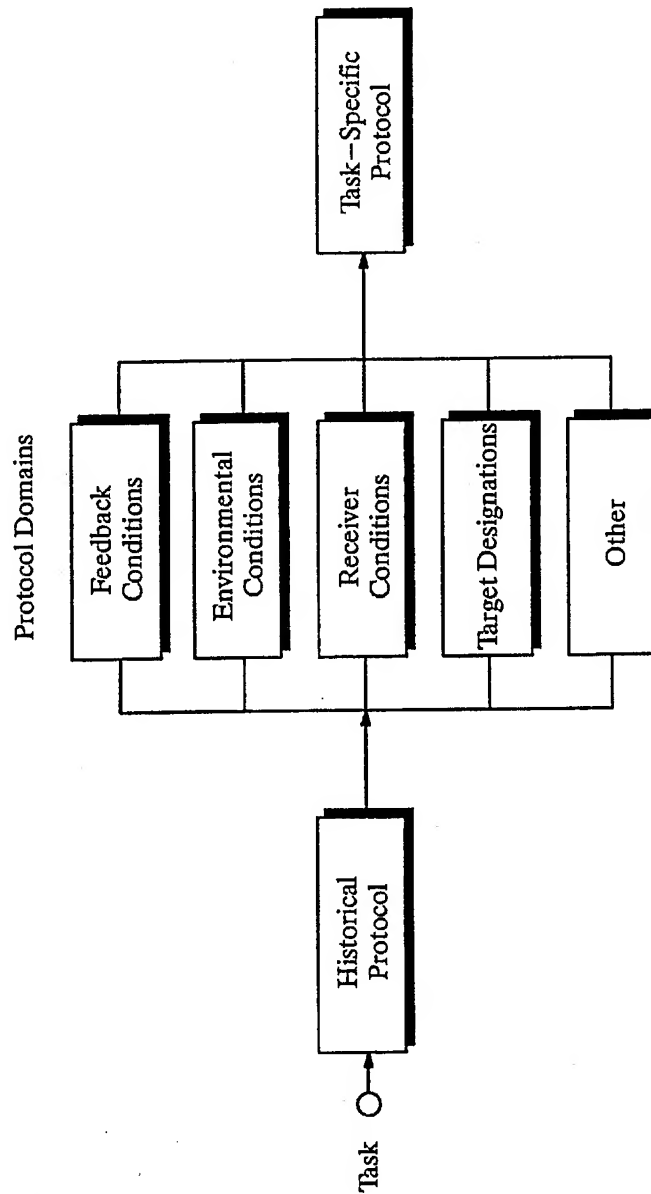 Protocol Domains
Task
Historical
Protocol
Feedback
Conditions
Environmental
Conditions
Receiver
Conditions
Target Designations
Other
Task–Specific
Protocol